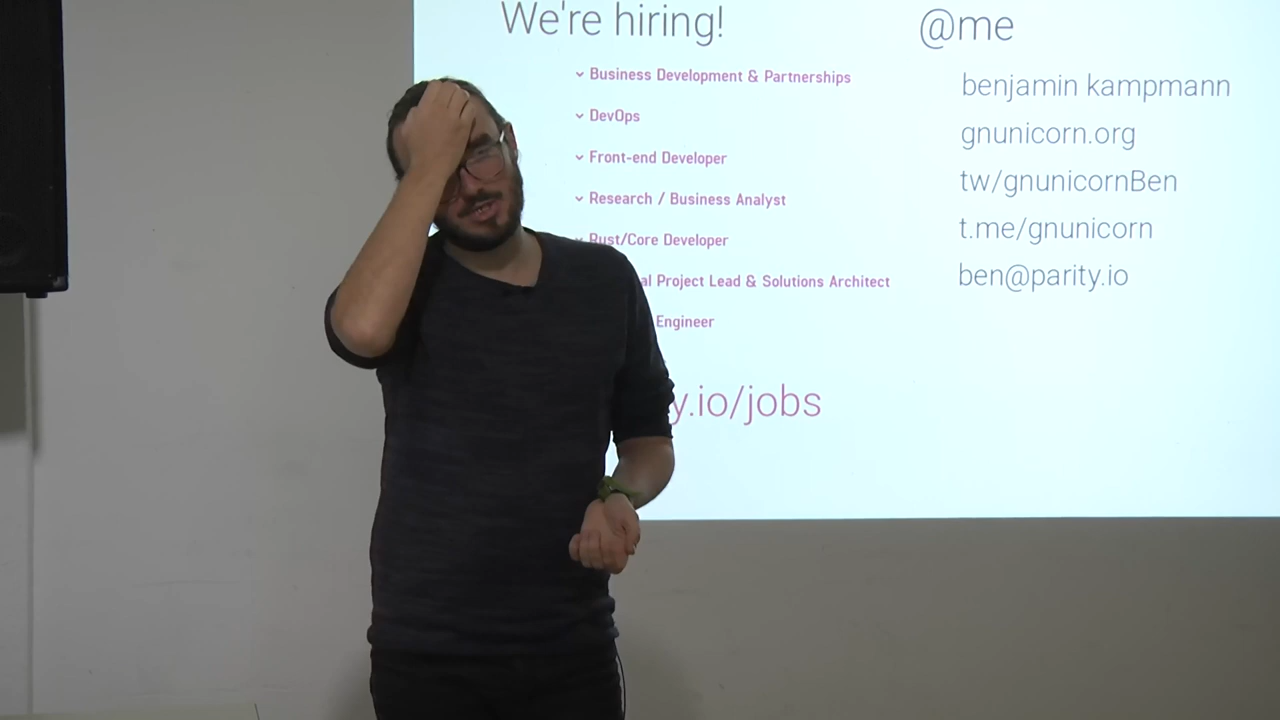 We're hiring!
Business Development & Partnerships
DevOps
Front-end Developer
Research / Business Analyst
Rust/Core Developer
al Project Lead & Solutions Architect
Engineer
y.io/jobs
@me
benjamin kampmann
gnunicorn.org
tw/gnunicornBen
t.me/gnunicorn
ben@parity.io